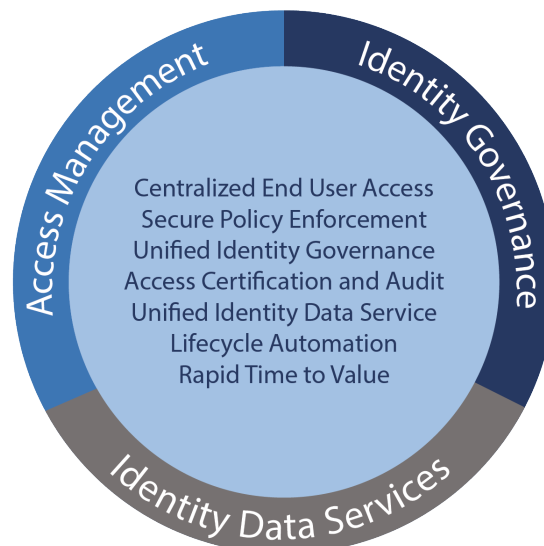 Access Management
Identity Governance
Centralized End User Access
Secure Policy Enforcement
Unified Identity Governance
Access Certification and Audit
Unified Identity Data Service
Lifecycle Automation
Rapid Time to Value
Identity Data Services